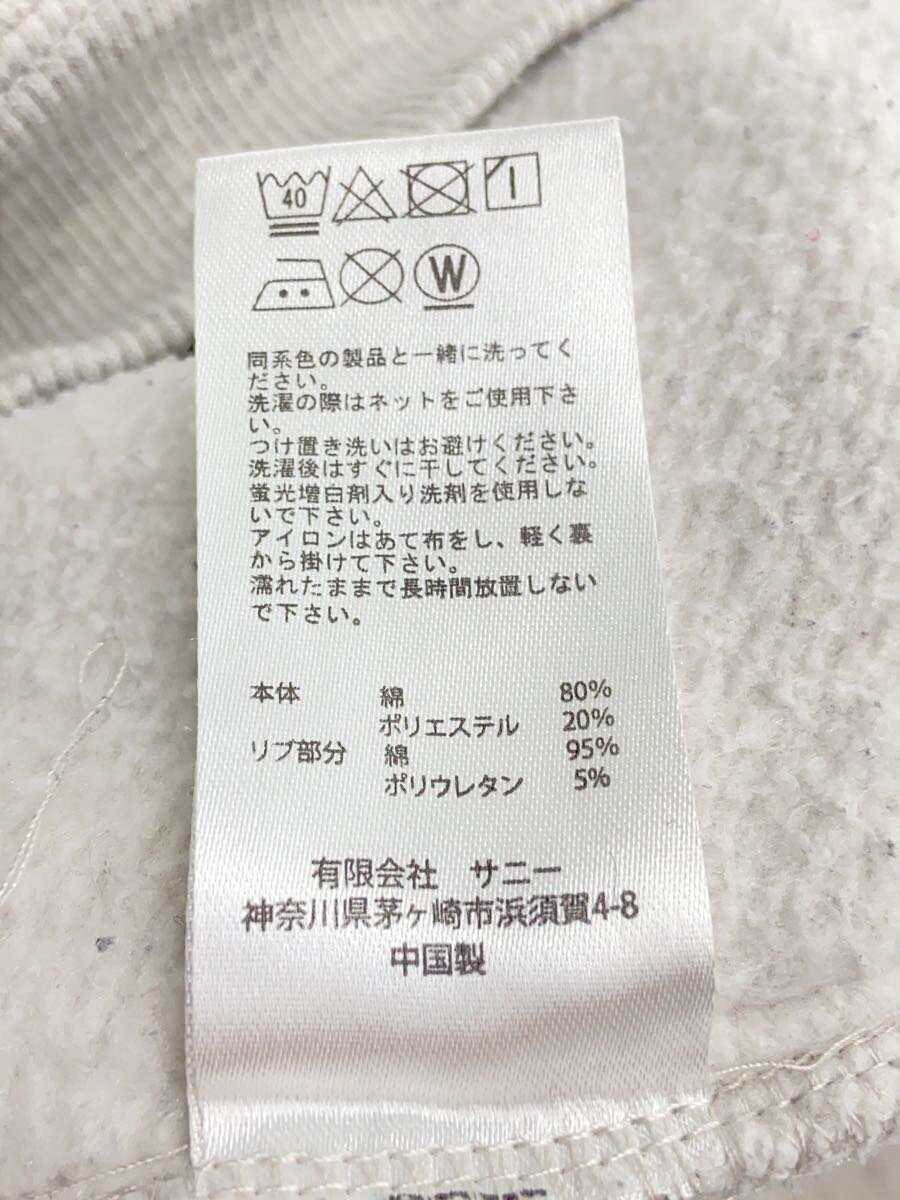 40
W
同系色の製品と一緒に洗ってく
ださい。
洗濯の際はネットをご使用下さ
い。
つけ置き洗いはお避けください。
洗濯後はすぐに干してください。
蛍光増白剤入り洗剤を使用しな
いで下さい。
アイロンはあて布をし、軽く裏
から掛けて下さい。
濡れたままで長時間放置しない
で下さい。
本体 綿 80%
ポリエステル 20%
リブ部分 綿 95%
ポリウレタン 5%
有限会社 サニー
神奈川県茅ヶ崎市浜須賀4-8
中国製